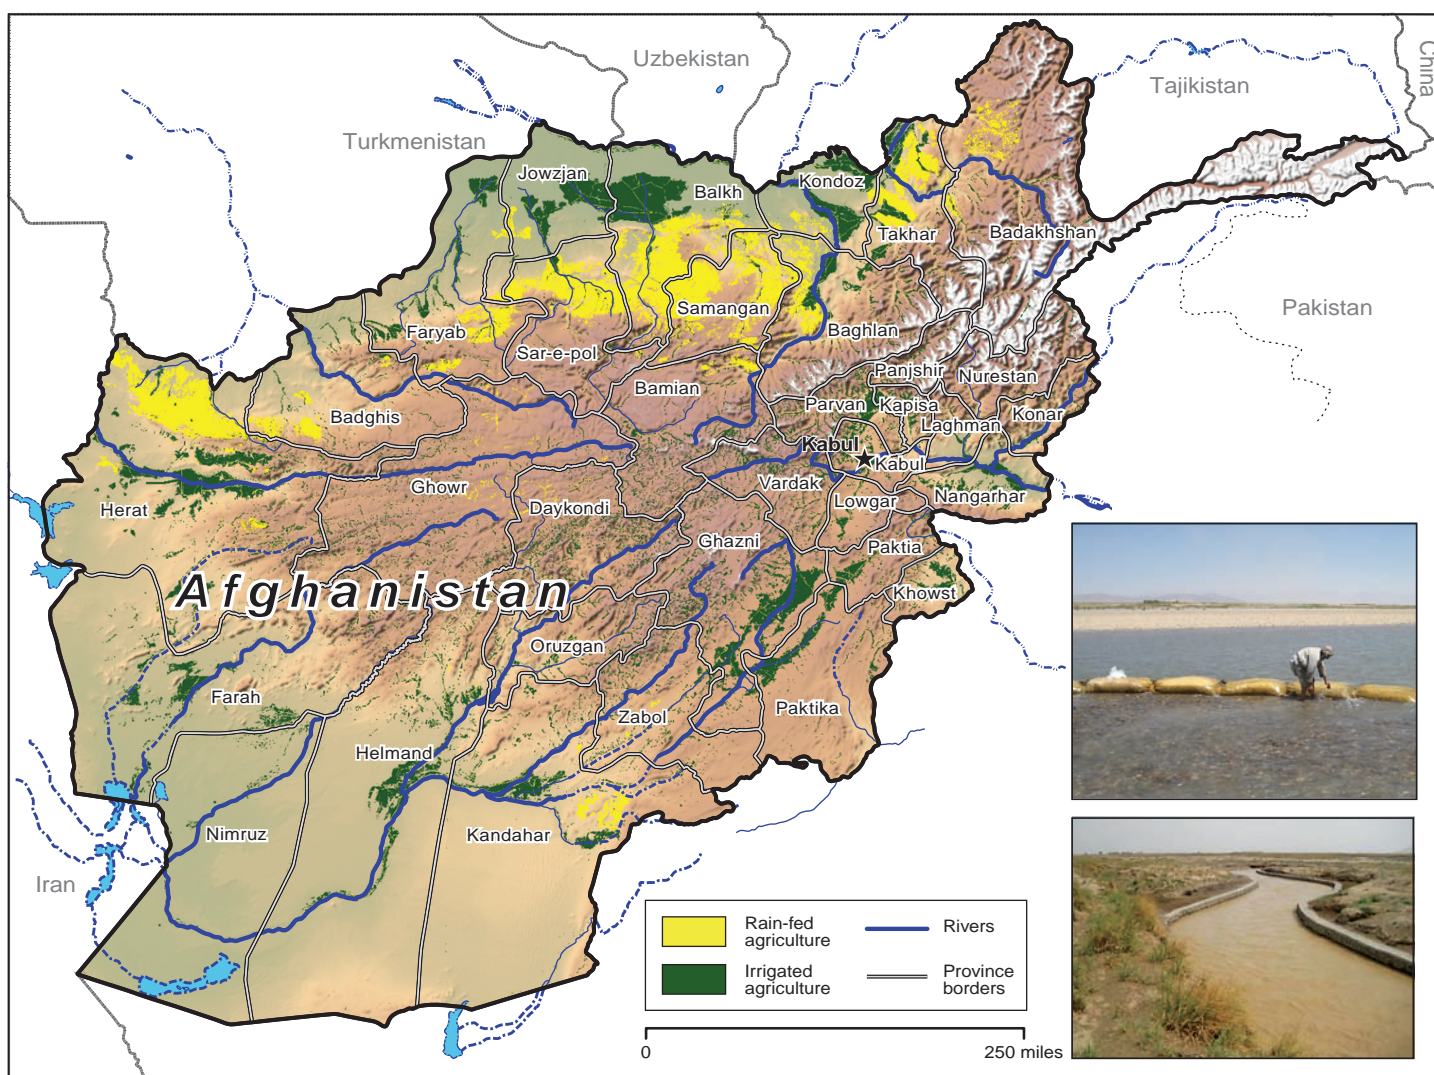 Uzbekistan
Tajikistan
China
Turkmenistan
Jowzjan
Balkh
Kondoz
Takhar
Badakhshan
Pakistan
Samangan
Faryab
Baghlan
Sar-e-pol
Panjshir
Nurestan
Bamian
Badghis
Parvan
Kapisa
Konar
Laghman
Kabul
Kabul
Vardak
Ghowr
Herat
Daykondi
Lowgar
Nangarhar
Ghazni
Paktia
Afghanistan
Khowst
Oruzgan
Farah
Zabol
Paktika
Helmand
Nimruz
Kandahar
Iran
Rain-fed
agriculture
Rivers
Irrigated
agriculture
Province
borders
0
250 miles